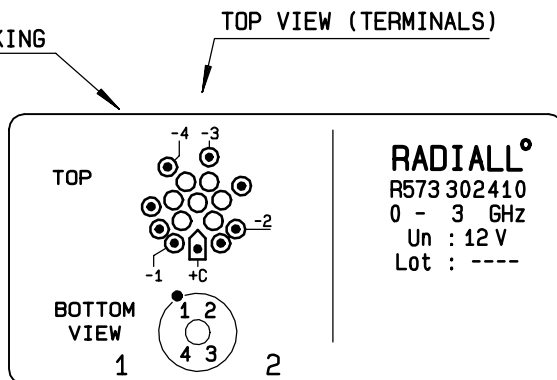 TOP VIEW (TERMINALS)
KING
-4 -3
TOP
-2
-1 +C
BOTTOM
VIEW
1 2
4 3
1 2
RADIALL°
R573 302410
0 - 3 GHz
Un : 12 V
Lot : ----